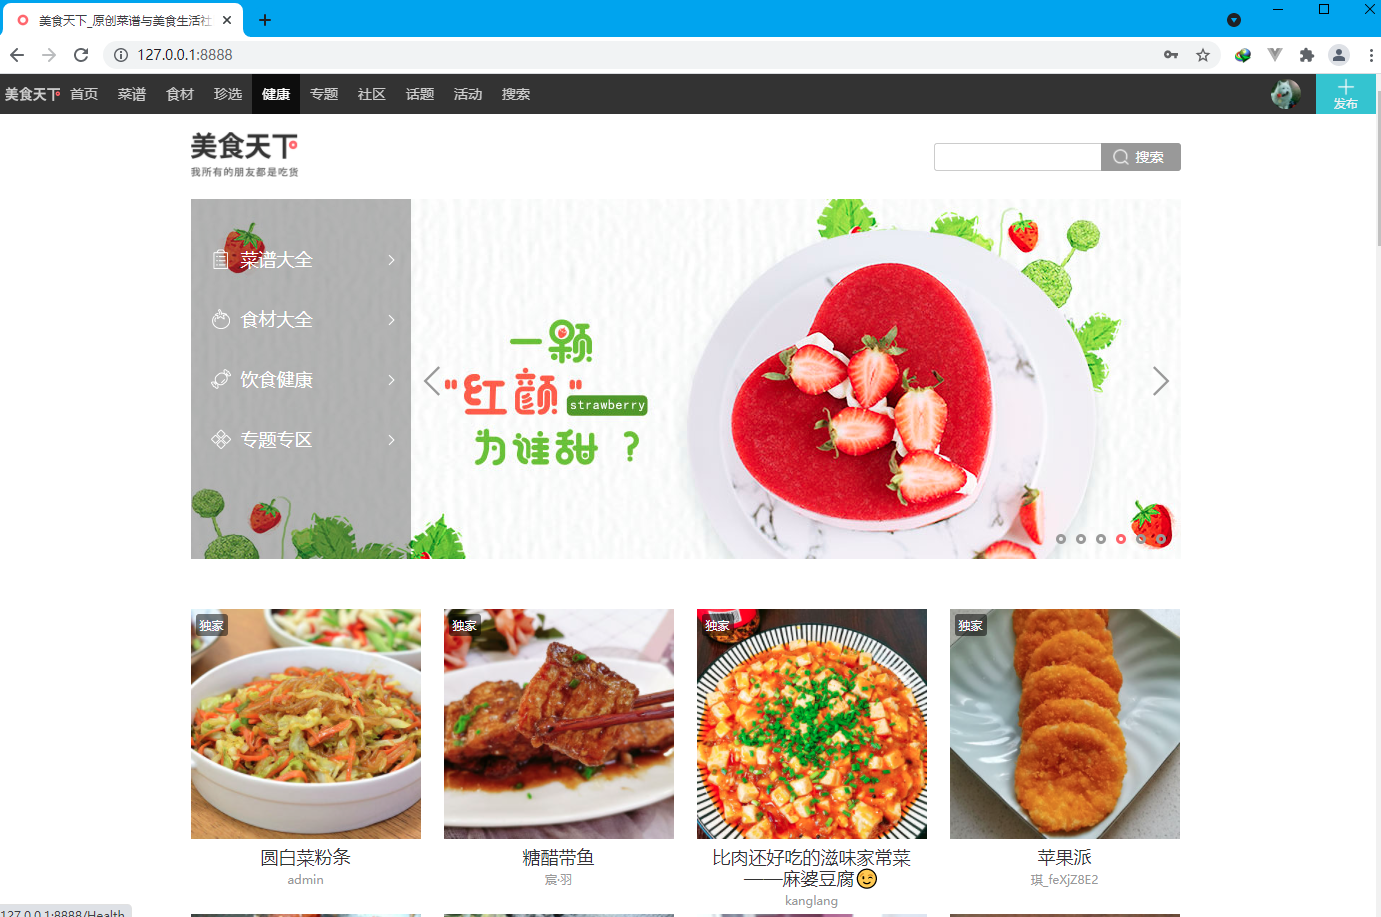 美食天下_原创菜谱与美食生活社
127.0.0.1:8888
美食天下 首页 菜谱 食材 珍选 健康 专题 社区 话题 活动 搜索
发布
美食天下
我所有的朋友都是吃货
搜索
菜谱大全
食材大全
饮食健康
专题专区
一颗
"红颜"
strawberry
为谁甜 ？
独家 独家 独家 独家
圆白菜粉条
admin
糖醋带鱼
宸·羽
比肉还好吃的滋味家常菜
——麻婆豆腐😉
kanglang
苹果派
琪_feXjZ8E2
127.0.0.1:8888/Health